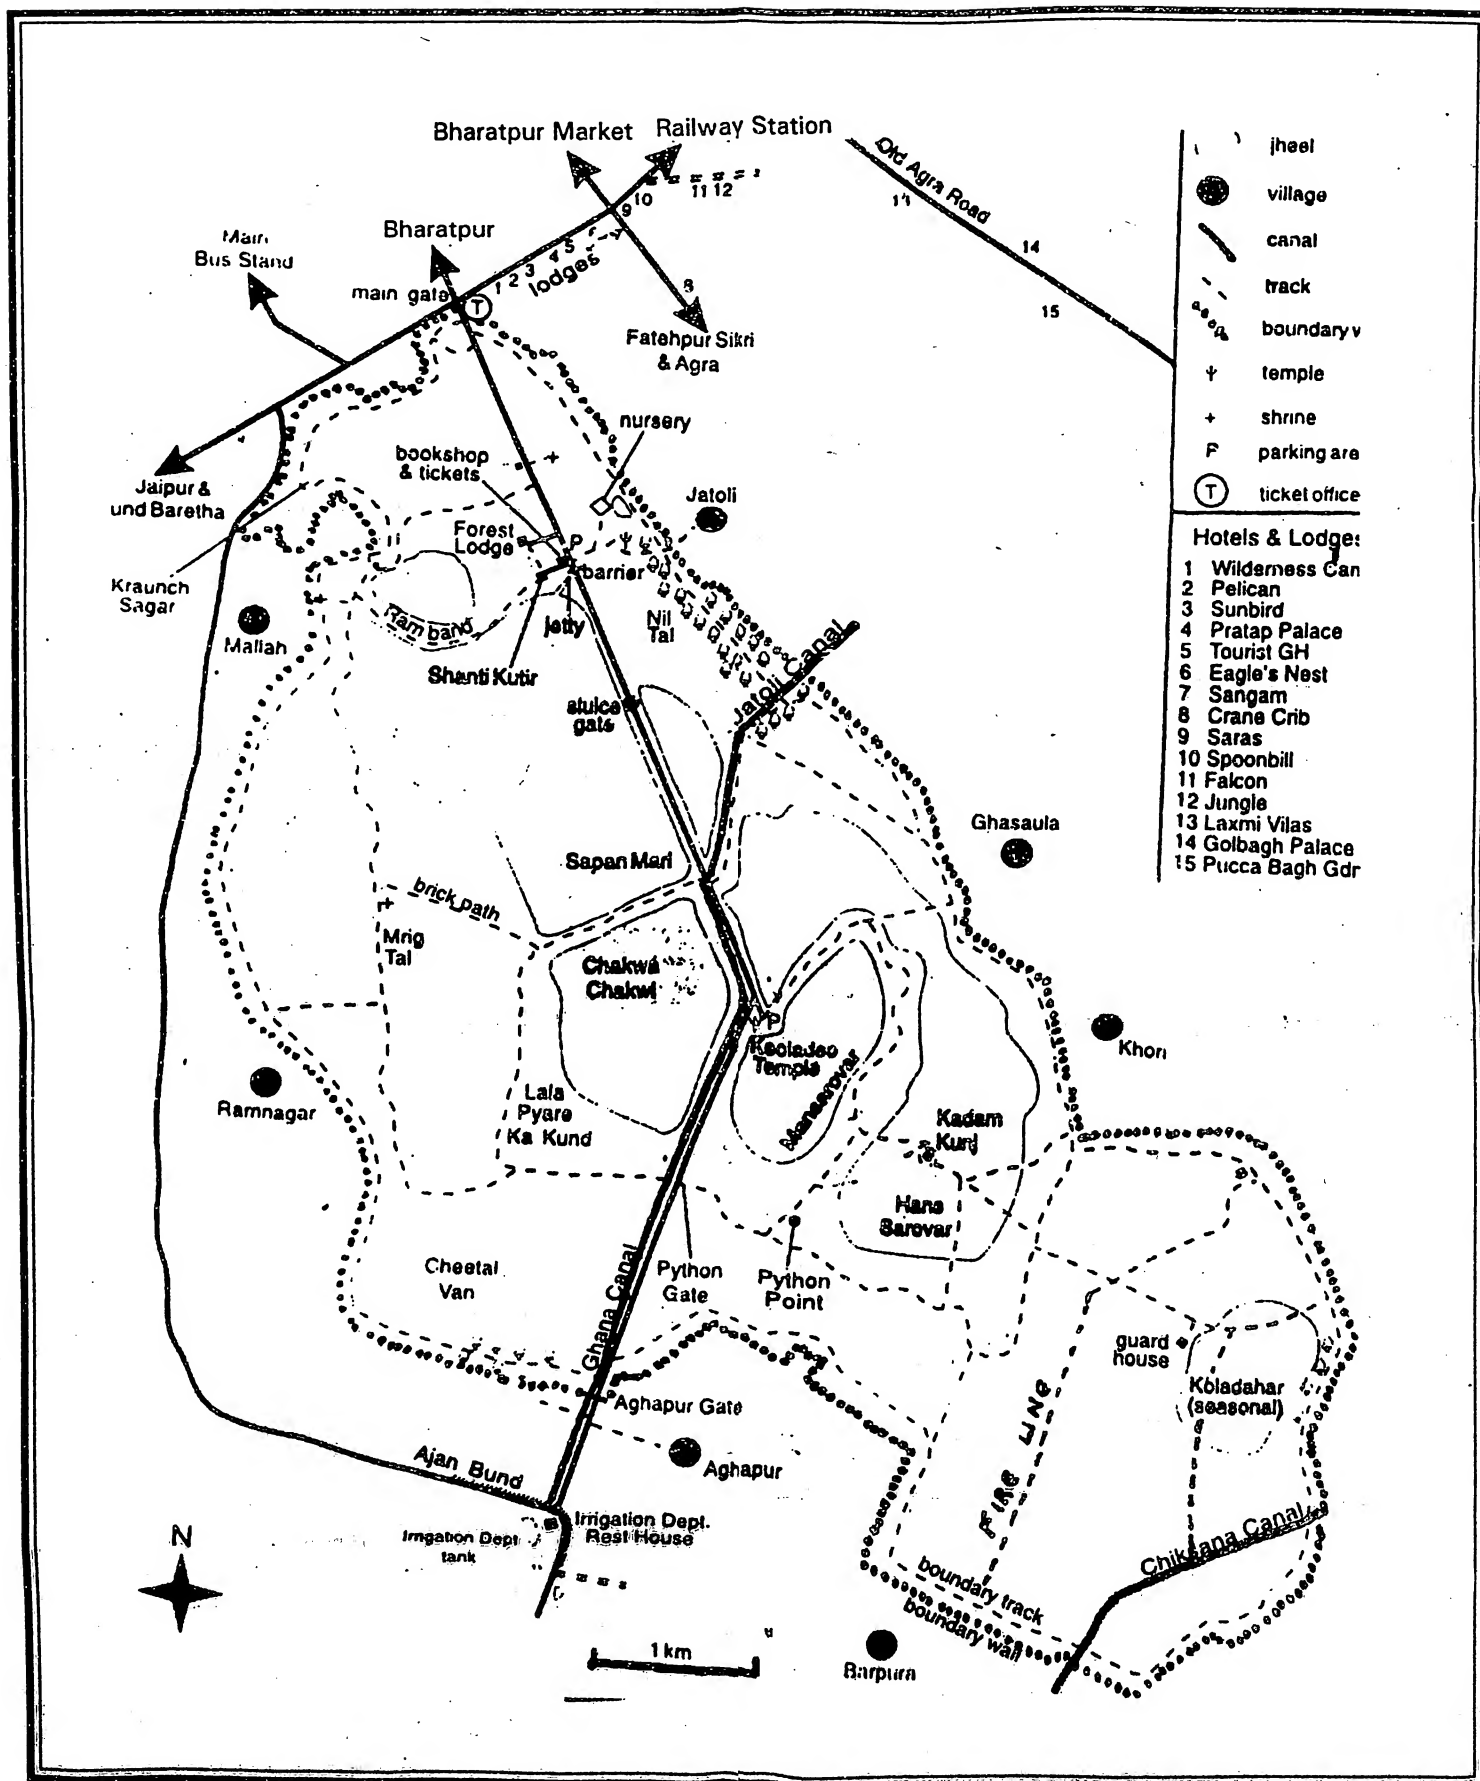 Bharatpur Market
Railway Station
Old Agra Road
11 12
10
9
14
15
8
Bharatpur
Main
Bus Stand
main gate
T
1 2 3 4 5
lodges
Fatehpur Sikri
& Agra
nursery
bookshop
& tickets
Jaipur &
und Baretha
Jatoli
Forest
Lodge
P
barrier
Kraunch
Sagar
Mallah
Ram band
jetty
Nil
Tal
Shanti Kutir
sluice
gate
Jatoli Canal
Ghasaula
Sapan Mari
brick path
Mrig
Tal
Chakwa
Chakwi
P
Keoladeo
Temple
Mansarovar
Khori
Ramnagar
Lala
Pyare
Ka Kund
Kadam
Kunj
Hans
Sarovar
Cheetal
Van
Ghana Canal
Python
Gate
Python
Point
guard
house
Koladahar
(seasonal)
FIRE LINE
Aghapur Gate
Aghapur
Ajan Bund
Irrigation Dept.
Rest House
Irrigation Dept
tank
N
Chiksana Canal
boundary track
boundary wall
1 km
Barpura
jheel
village
canal
track
boundary w
temple
shrine
P parking are
T ticket office
Hotels & Lodges
1 Wilderness Cam
2 Pelican
3 Sunbird
4 Pratap Palace
5 Tourist GH
6 Eagle's Nest
7 Sangam
8 Crane Crib
9 Saras
10 Spoonbill
11 Falcon
12 Jungle
13 Laxmi Vilas
14 Golbagh Palace
15 Pucca Bagh Gdn